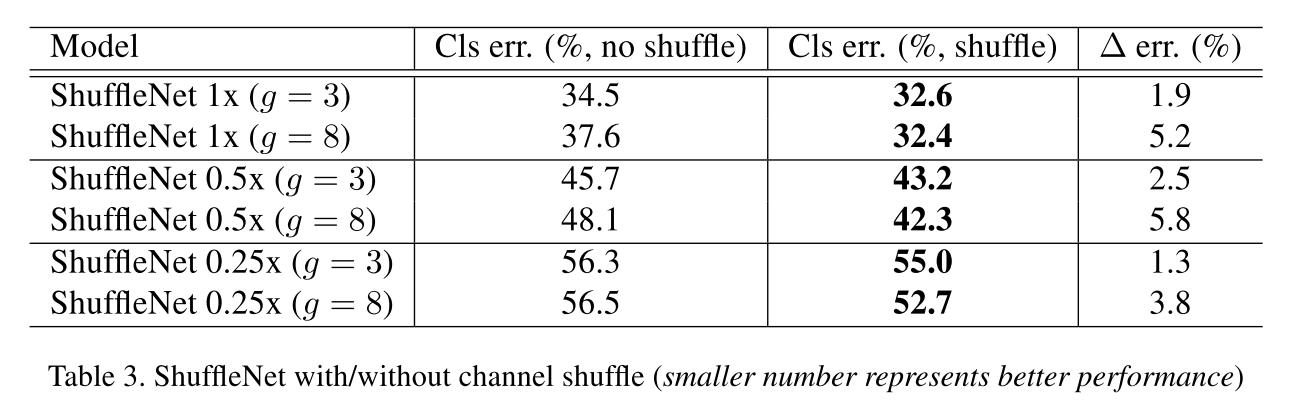 Model Cls err. (%, no shuffle) Cls err. (%, shuffle) Δ err. (%)
ShuffleNet 1x (g = 3) 34.5 32.6 1.9
ShuffleNet 1x (g = 8) 37.6 32.4 5.2
ShuffleNet 0.5x (g = 3) 45.7 43.2 2.5
ShuffleNet 0.5x (g = 8) 48.1 42.3 5.8
ShuffleNet 0.25x (g = 3) 56.3 55.0 1.3
ShuffleNet 0.25x (g = 8) 56.5 52.7 3.8
Table 3. ShuffleNet with/without channel shuffle (smaller number represents better performance)